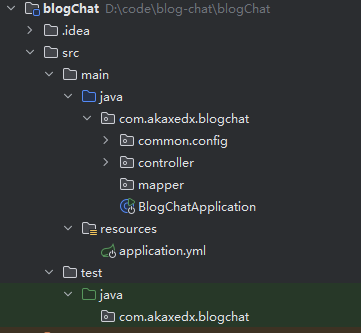 blogChat D:\code\blog-chat\blogChat
.idea
src
main
java
com.akaxedx.blogchat
common.config
controller
mapper
BlogChatApplication
resources
application.yml
test
java
com.akaxedx.blogchat